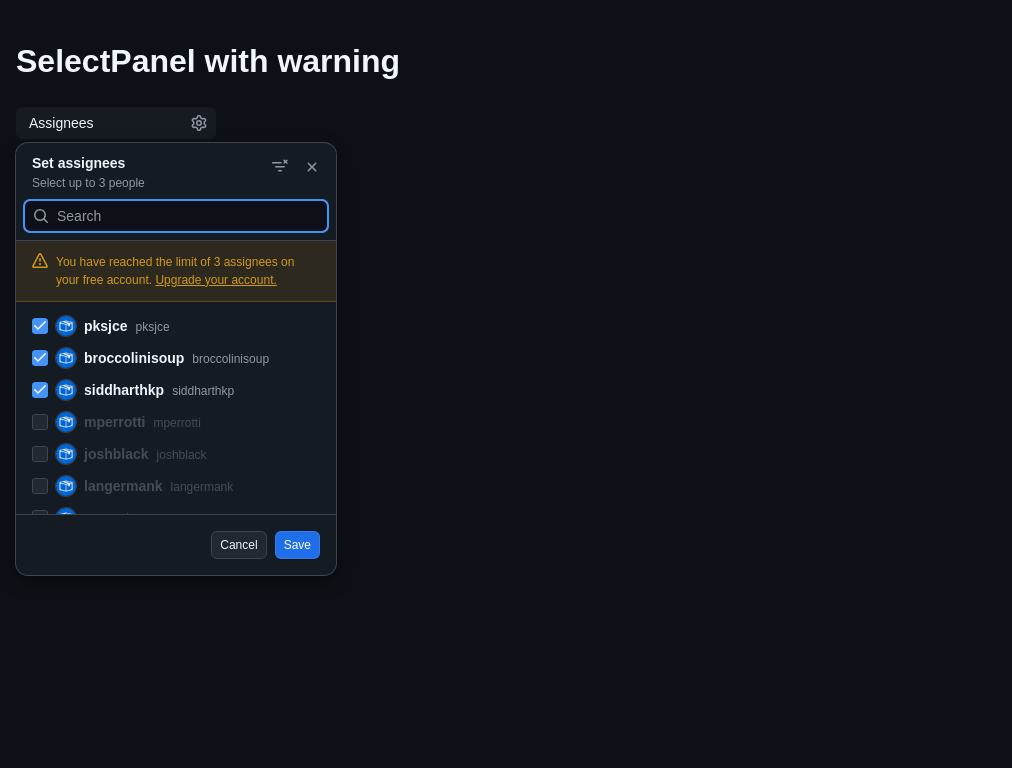 SelectPanel with warning
Assignees
Set assignees
Select up to 3 people
Search
You have reached the limit of 3 assignees on
your free account. Upgrade your account.
pksjce pksjce
broccolinisoup broccolinisoup
siddharthkp siddharthkp
mperrotti mperrotti
joshblack joshblack
langermank langermank
Cancel Save